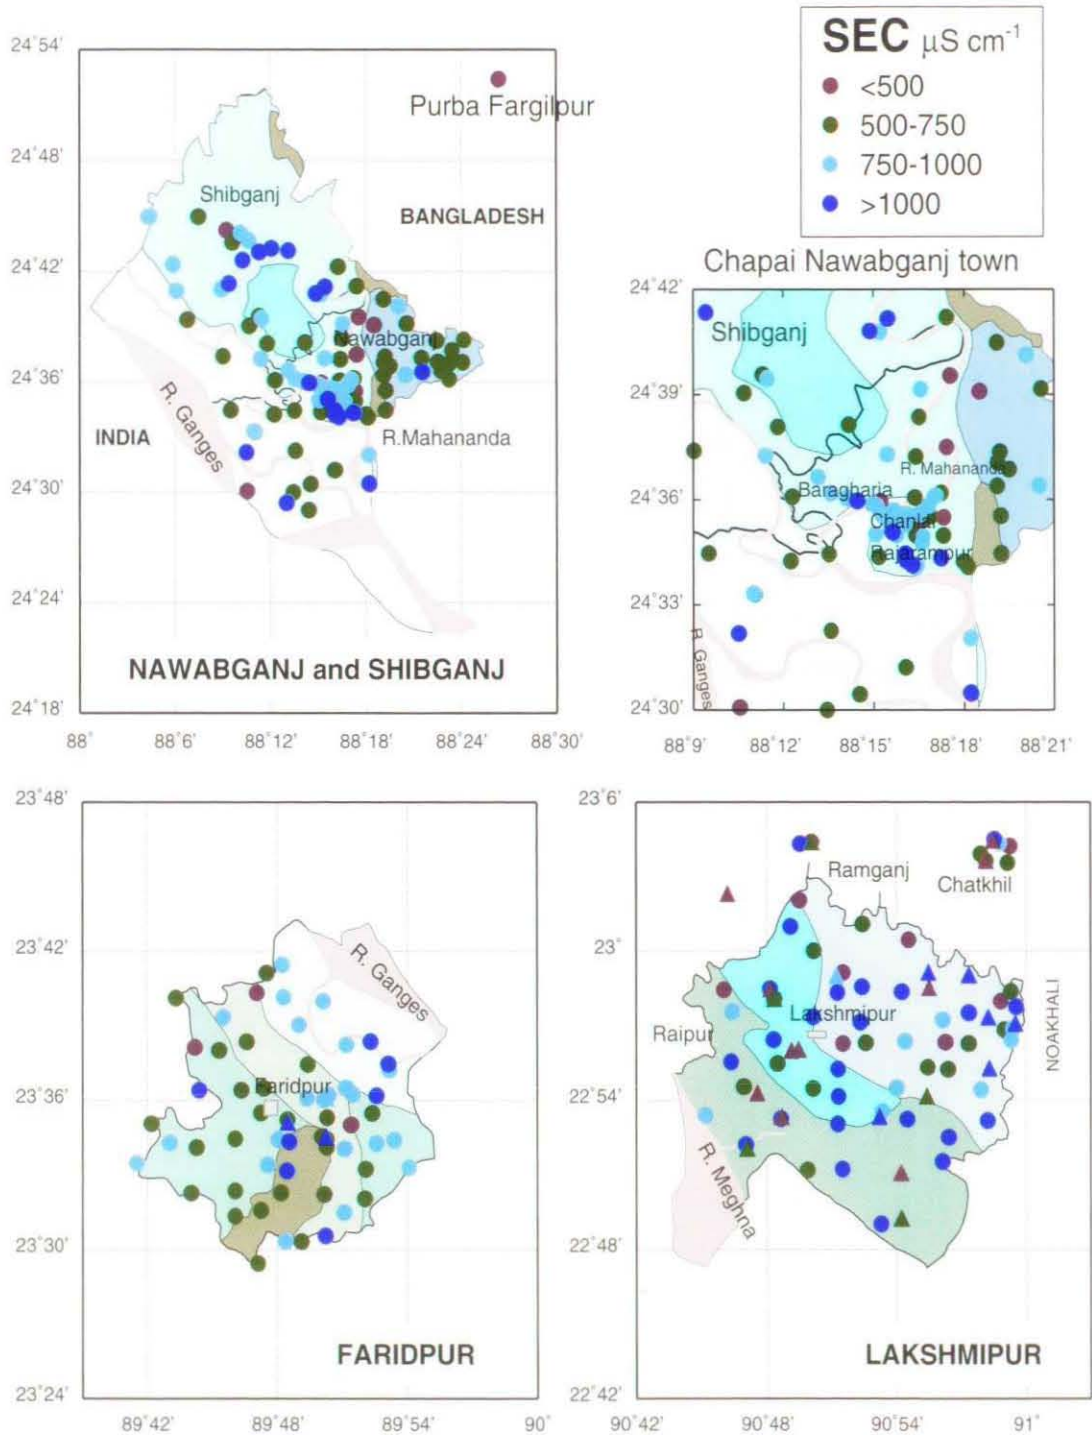 SEC µS cm-1
<500
500-750
750-1000
>1000
24°54'
24°48'
24°42'
24°36'
24°30'
24°24'
24°18'
88°
88°6'
88°12'
88°18'
88°24'
88°30'
Purba Fargilpur
Shibganj
BANGLADESH
Nawabganj
R. Ganges
INDIA
R.Mahananda
NAWABGANJ and SHIBGANJ
Chapai Nawabganj town
24°42'
24°39'
24°36'
24°33'
24°30'
88°9'
88°12'
88°15'
88°18'
88°21'
Shibganj
R. Mahananda
Baragharia
Chanlai
Rajarampur
R. Ganges
23°48'
23°42'
23°36'
23°30'
23°24'
89°42'
89°48'
89°54'
90°
R. Ganges
Faridpur
FARIDPUR
23°6'
23°
22°54'
22°48'
22°42'
90°42'
90°48'
90°54'
91°
Ramganj
Chatkhil
Lakshmipur
Raipur
NOAKHALI
R. Meghna
LAKSHMIPUR